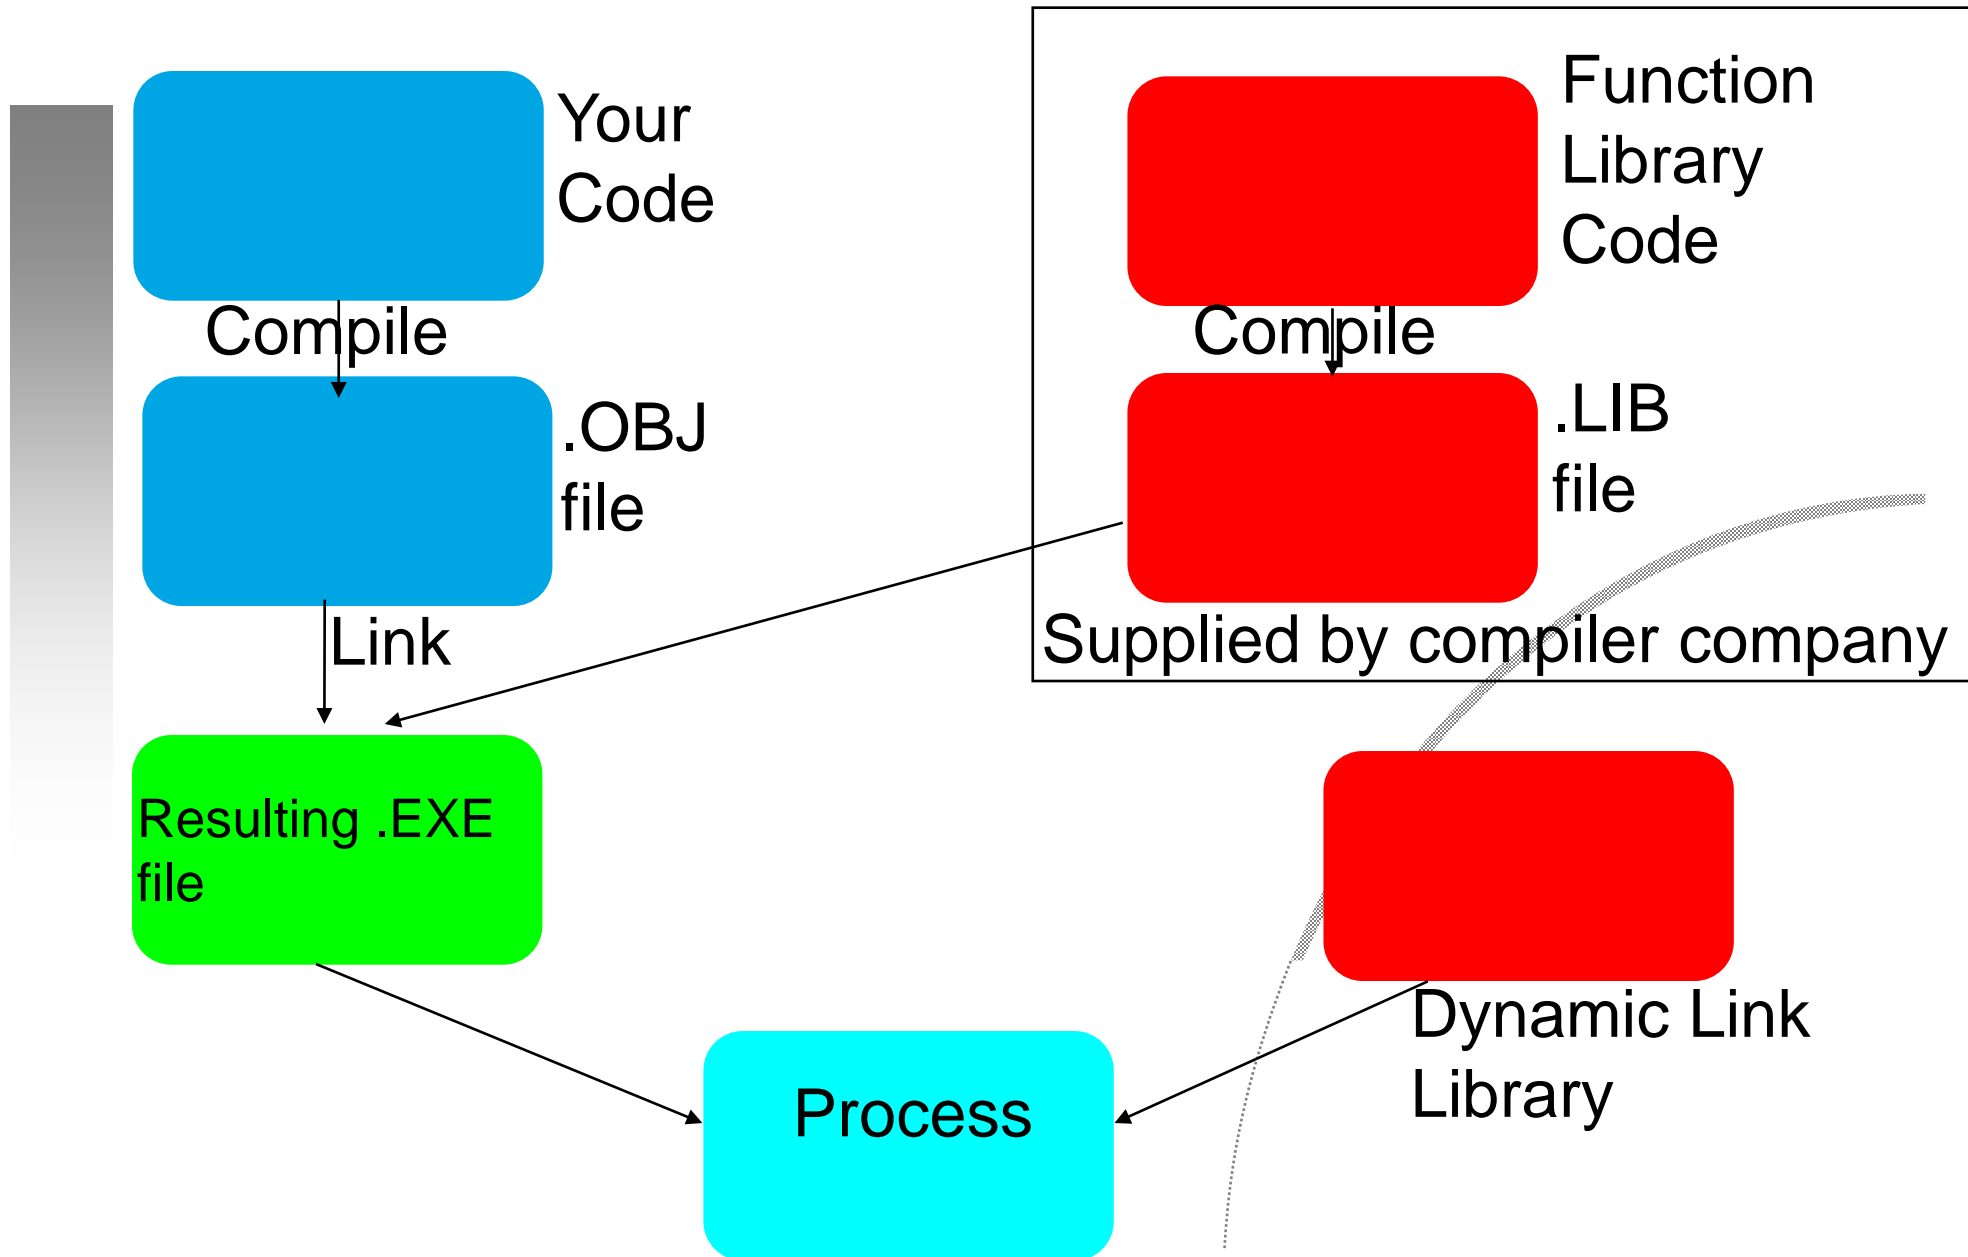 Your
Code
Function
Library
Code
Compile
Compile
.OBJ
file
.LIB
file
Link
Supplied by compiler company
Resulting .EXE
file
Dynamic Link
Library
Process